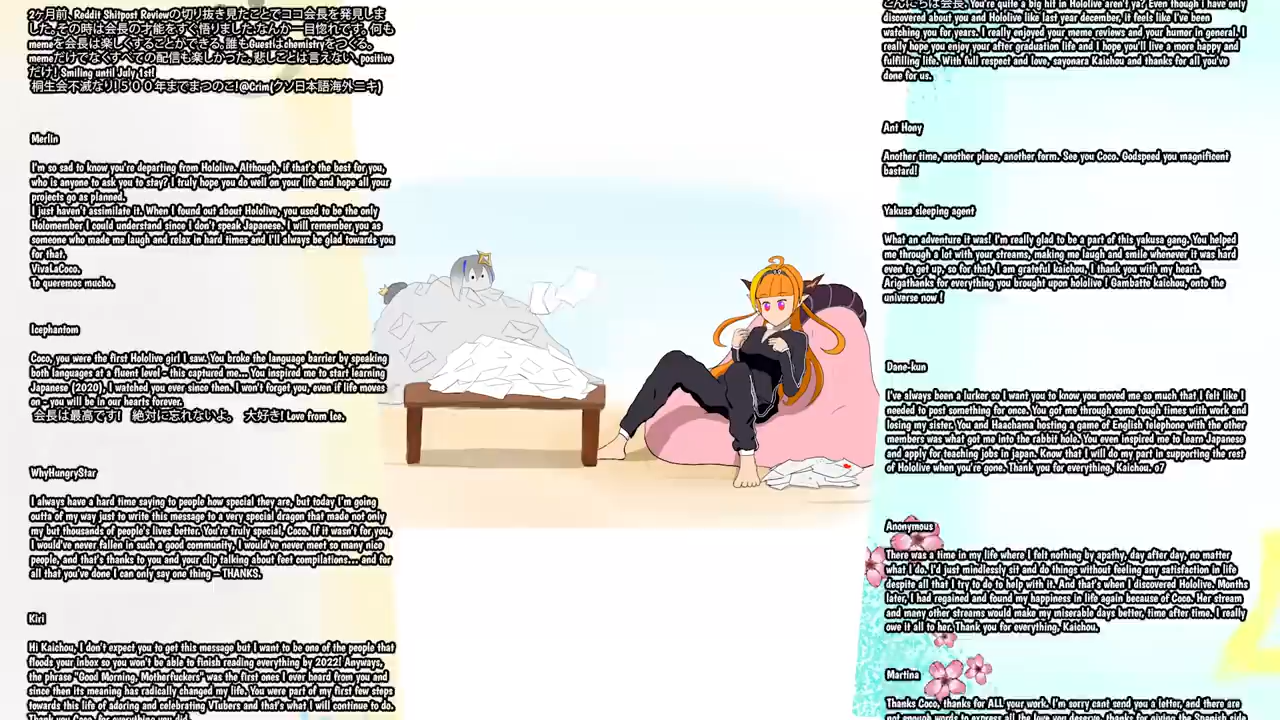 2ヶ月前、Reddit Shitpost Reviewの切り抜き見たことでココ会長を発見しま
した。その時は会長の才能をすぐ悟りました。なんか一目惚れです。何も
memeを会長は楽しくすることができる。誰もGuestはchemistryをつくる。
memeだけでなくすべての配信も楽しかった。悲しことは言えない、positive
だけ! Smiling until July 1st!
桐生会不滅なり!５００年までまつのこ!@Crim(クソ日本語海外ニキ)
Merlin
I'm so sad to know you're departing from Hololive. Although, if that's the best for you,
who is anyone to ask you to stay? I truly hope you do well on your life and hope all your
projects go as planned.
I just haven't assimilate it. When I found out about Hololive, you used to be the only
Holomember I could understand since I don't speak Japanese. I will remember you as
someone who made me laugh and relax in hard times and I'll always be glad towards you
for that.
VivaLaCoco.
Te queremos mucho.
Icephantom
Coco, you were the first Hololive girl I saw. You broke the language barrier by speaking
both languages at a fluent level - this captured me... You inspired me to start learning
Japanese (2020), I watched you ever since then. I won't forget you, even if life moves
on - you will be in our hearts forever.
会長は最高です! 絶対に忘れないよ。 大好き! Love from Ice.
WhyHungryStar
I always have a hard time saying to people how special they are, but today I'm going
outta of my way just to write this message to a very special dragon that made not only
my but thousands of people's lives better. You're truly special, Coco. If it wasn't for you,
I would've never fallen in such a good community, I would've never meet so many nice
people, and that's thanks to you and your clip talking about feet compilations... and for
all that you've done I can only say one thing – THANKS.
Kiri
Hi Kaichou, I don't expect you to get this message but I want to be one of the people that
floods your inbox so you won't be able to finish reading everything by 2022! Anyways,
the phrase "Good Morning, Motherfuckers" was the first ones I ever heard from you and
since then its meaning has radically changed my life. You were part of my first few steps
towards this life of adoring and celebrating VTubers and that's what I will continue to do.
Thank you Coco, for everything you did.
こんにちは会長. You're quite a big hit in Hololive aren't ya? Even though I have only
discovered about you and Hololive like last year december, it feels like I've been
watching you for years. I really enjoyed your meme reviews and your humor in general. I
really hope you enjoy your after graduation life and I hope you'll live a more happy and
fulfilling life. With full respect and love, sayonara Kaichou and thanks for all you've
done for us.
Ant Hony
Another time, another place, another form. See you Coco. Godspeed you magnificent
bastard!
Yakusa sleeping agent
What an adventure it was! I'm really glad to be a part of this yakusa gang. You helped
me through a lot with your streams, making me laugh and smile whenever it was hard
even to get up, so for that, I am grateful kaichou, I thank you with my heart.
Arigathanks for everything you brought upon hololive ! Gambatte kaichou, onto the
universe now !
Dane-kun
I've always been a lurker so I want you to know you moved me so much that I felt like I
needed to post something for once. You got me through some tough times with work and
losing my sister. You and Haachama hosting a game of English telephone with the other
members was what got me into the rabbit hole. You even inspired me to learn Japanese
and apply for teaching jobs in japan. Know that I will do my part in supporting the rest
of Hololive when you're gone. Thank you for everything, Kaichou. o7
Anonymous
There was a time in my life where I felt nothing by apathy, day after day, no matter
what I do. I'd just mindlessly sit and do things without feeling any satisfaction in life
despite all that I try to do to help with it. And that's when I discovered Hololive. Months
later, I had regained and found my happiness in life again because of Coco. Her stream
and many other streams would make my miserable days better, time after time. I really
owe it all to her. Thank you for everything, Kaichou.
Martina
Thanks Coco, thanks for ALL your work. I'm sorry cant send you a letter, and there are
not enough words to express all the love you deserve, thanks for giving the Spanish side